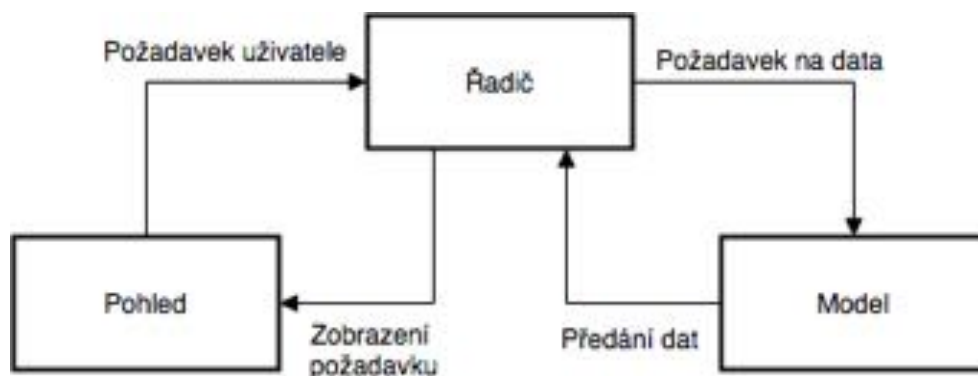 Požadavek uživatele
Řadič
Požadavek na data
Pohled
Model
Zobrazení
požadavku
Předání dat